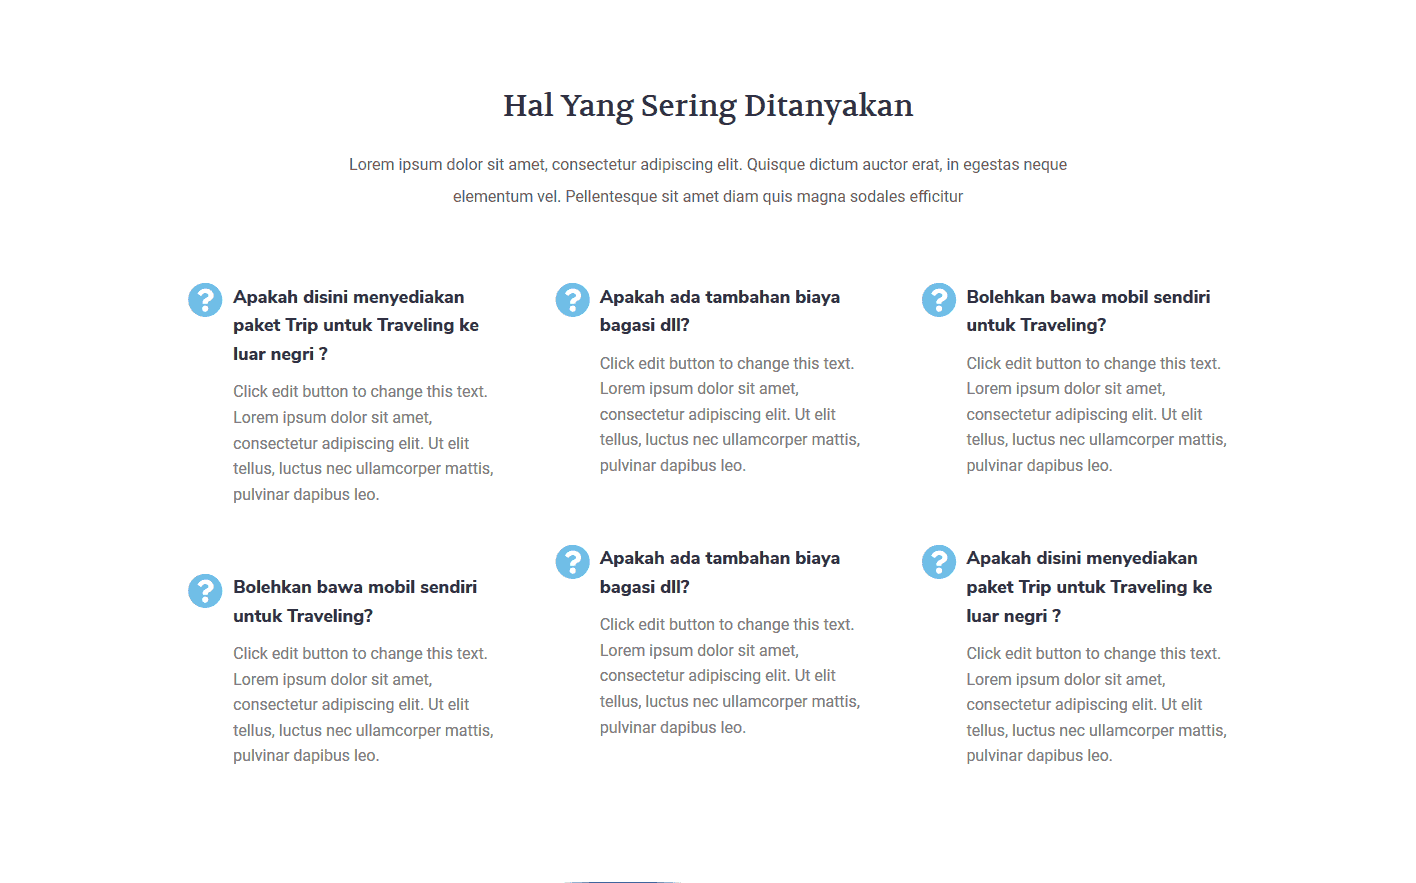 Hal Yang Sering Ditanyakan
Lorem ipsum dolor sit amet, consectetur adipiscing elit. Quisque dictum auctor erat, in egestas neque
elementum vel. Pellentesque sit amet diam quis magna sodales efficitur
Apakah disini menyediakan
paket Trip untuk Traveling ke
luar negri ?
Click edit button to change this text.
Lorem ipsum dolor sit amet,
consectetur adipiscing elit. Ut elit
tellus, luctus nec ullamcorper mattis,
pulvinar dapibus leo.
Apakah ada tambahan biaya
bagasi dll?
Click edit button to change this text.
Lorem ipsum dolor sit amet,
consectetur adipiscing elit. Ut elit
tellus, luctus nec ullamcorper mattis,
pulvinar dapibus leo.
Bolehkan bawa mobil sendiri
untuk Traveling?
Click edit button to change this text.
Lorem ipsum dolor sit amet,
consectetur adipiscing elit. Ut elit
tellus, luctus nec ullamcorper mattis,
pulvinar dapibus leo.
Bolehkan bawa mobil sendiri
untuk Traveling?
Click edit button to change this text.
Lorem ipsum dolor sit amet,
consectetur adipiscing elit. Ut elit
tellus, luctus nec ullamcorper mattis,
pulvinar dapibus leo.
Apakah ada tambahan biaya
bagasi dll?
Click edit button to change this text.
Lorem ipsum dolor sit amet,
consectetur adipiscing elit. Ut elit
tellus, luctus nec ullamcorper mattis,
pulvinar dapibus leo.
Apakah disini menyediakan
paket Trip untuk Traveling ke
luar negri ?
Click edit button to change this text.
Lorem ipsum dolor sit amet,
consectetur adipiscing elit. Ut elit
tellus, luctus nec ullamcorper mattis,
pulvinar dapibus leo.